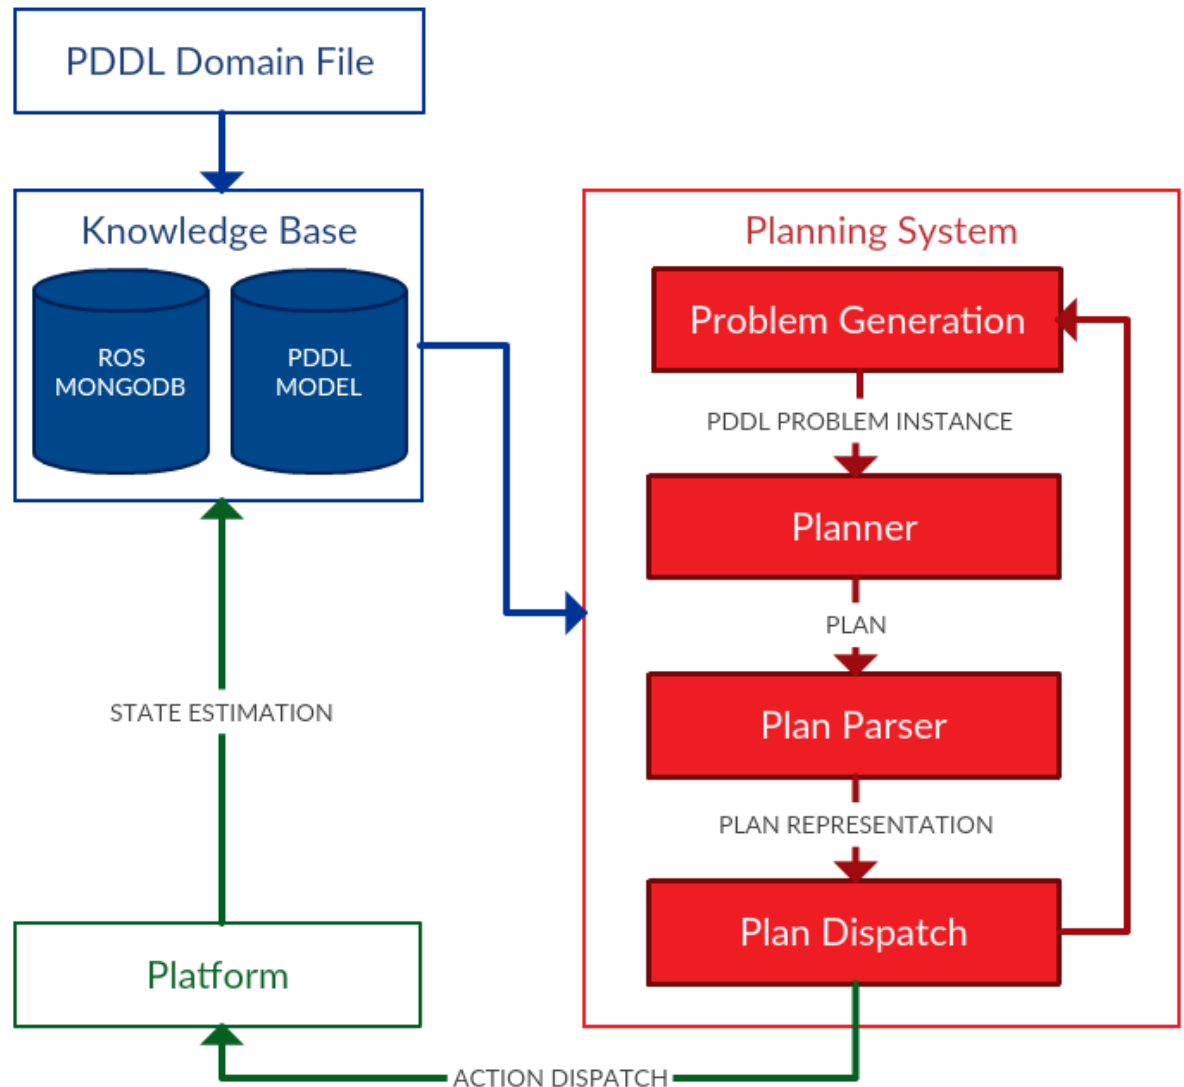 PDDL Domain File
Knowledge Base
ROS
MONGODB
PDDL
MODEL
Planning System
Problem Generation
PDDL PROBLEM INSTANCE
Planner
PLAN
Plan Parser
PLAN REPRESENTATION
Plan Dispatch
STATE ESTIMATION
Platform
ACTION DISPATCH